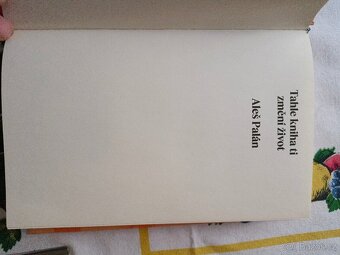 Tahle kniha ti
změní život
Aleš Palán